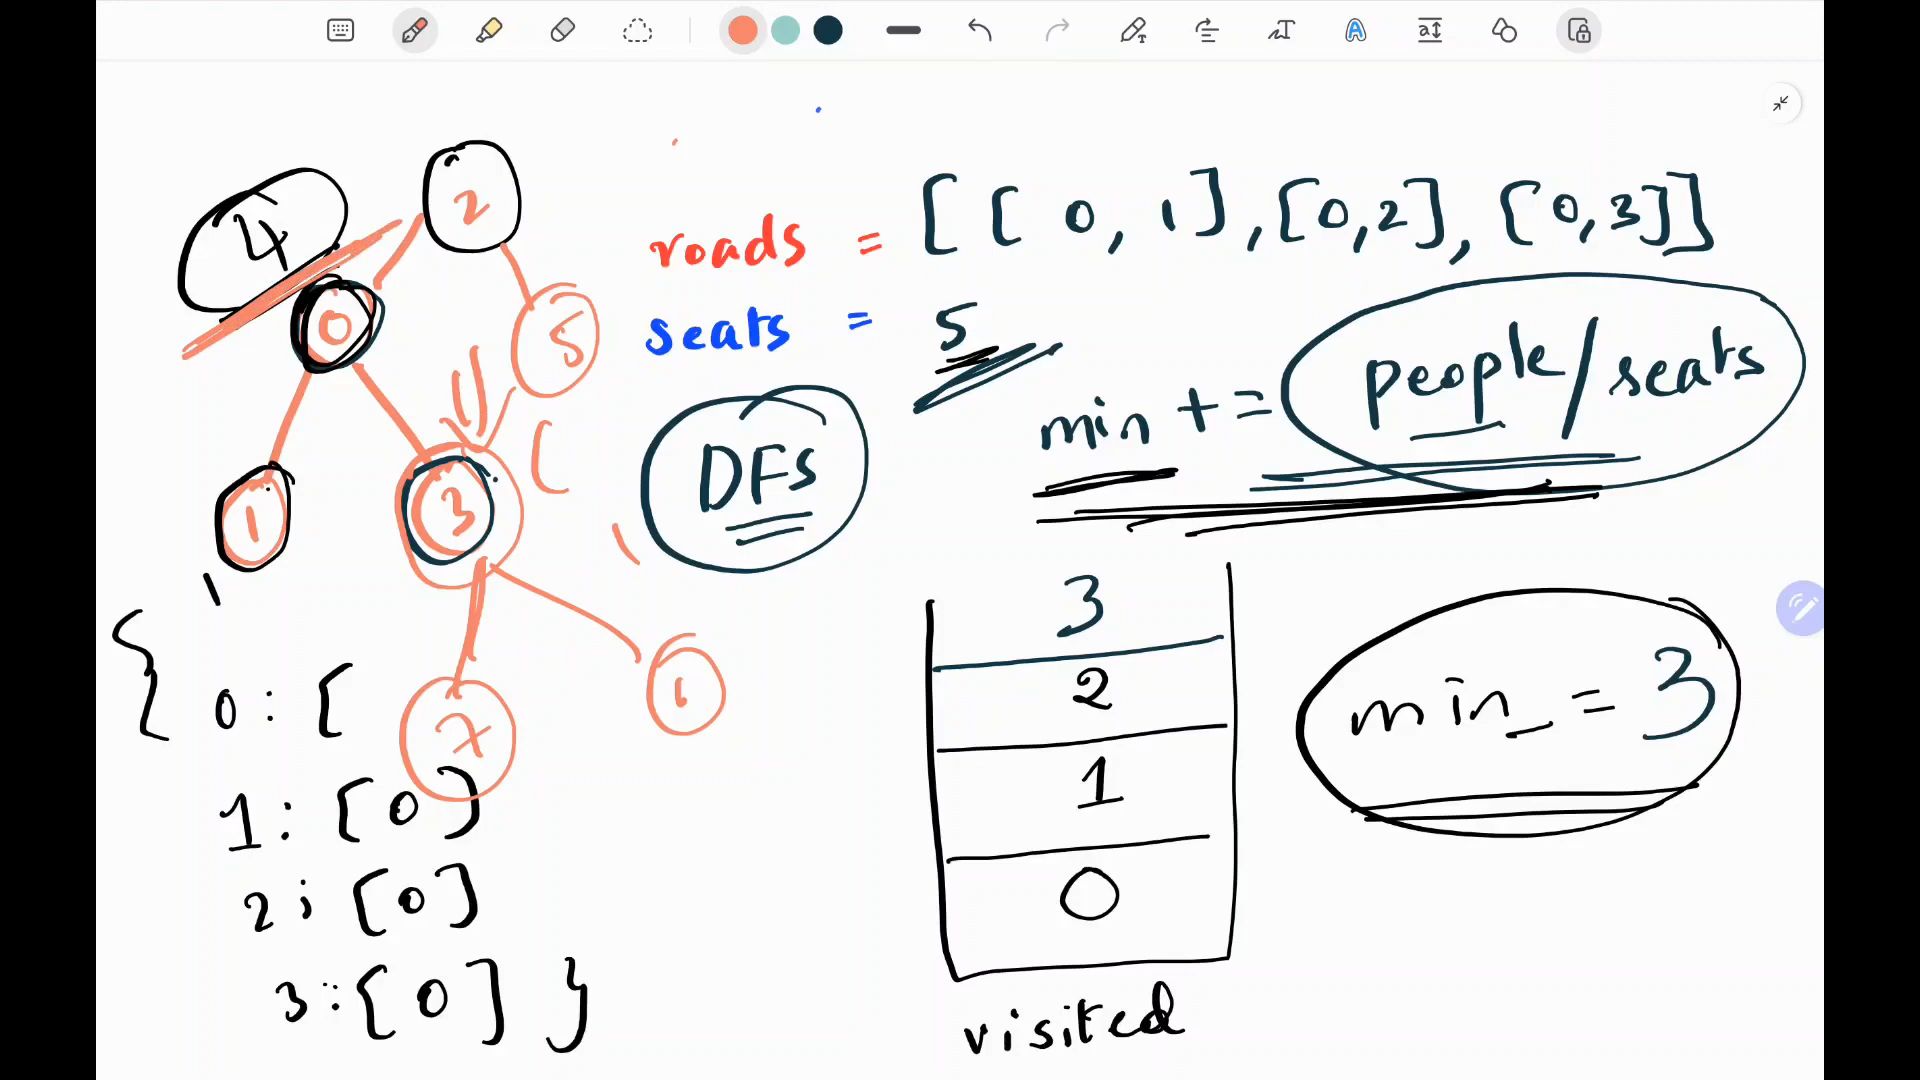 roads = [[0,1],[0,2],[0,3]]
seats = 5
min += people/seats
DFS
4
2
0
5
1
3
7
{
0: [
1: [0]
2: [0]
3: [0] }
3
2
1
0
visited
min = 3